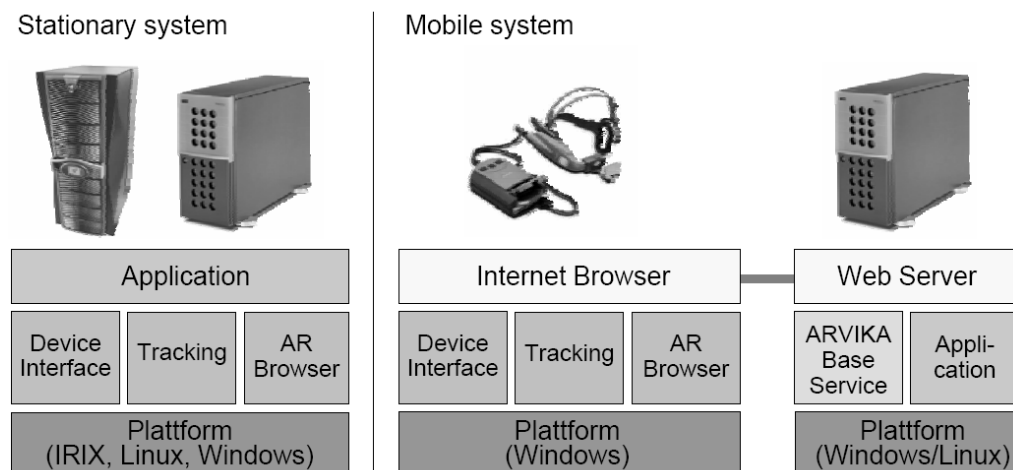 Stationary system
Mobile system
Application
Device
Interface
Tracking
AR
Browser
Plattform
(IRIX, Linux, Windows)
Internet Browser
Device
Interface
Tracking
AR
Browser
Plattform
(Windows)
Web Server
ARVIKA
Base
Service
Appli-
cation
Plattform
(Windows/Linux)